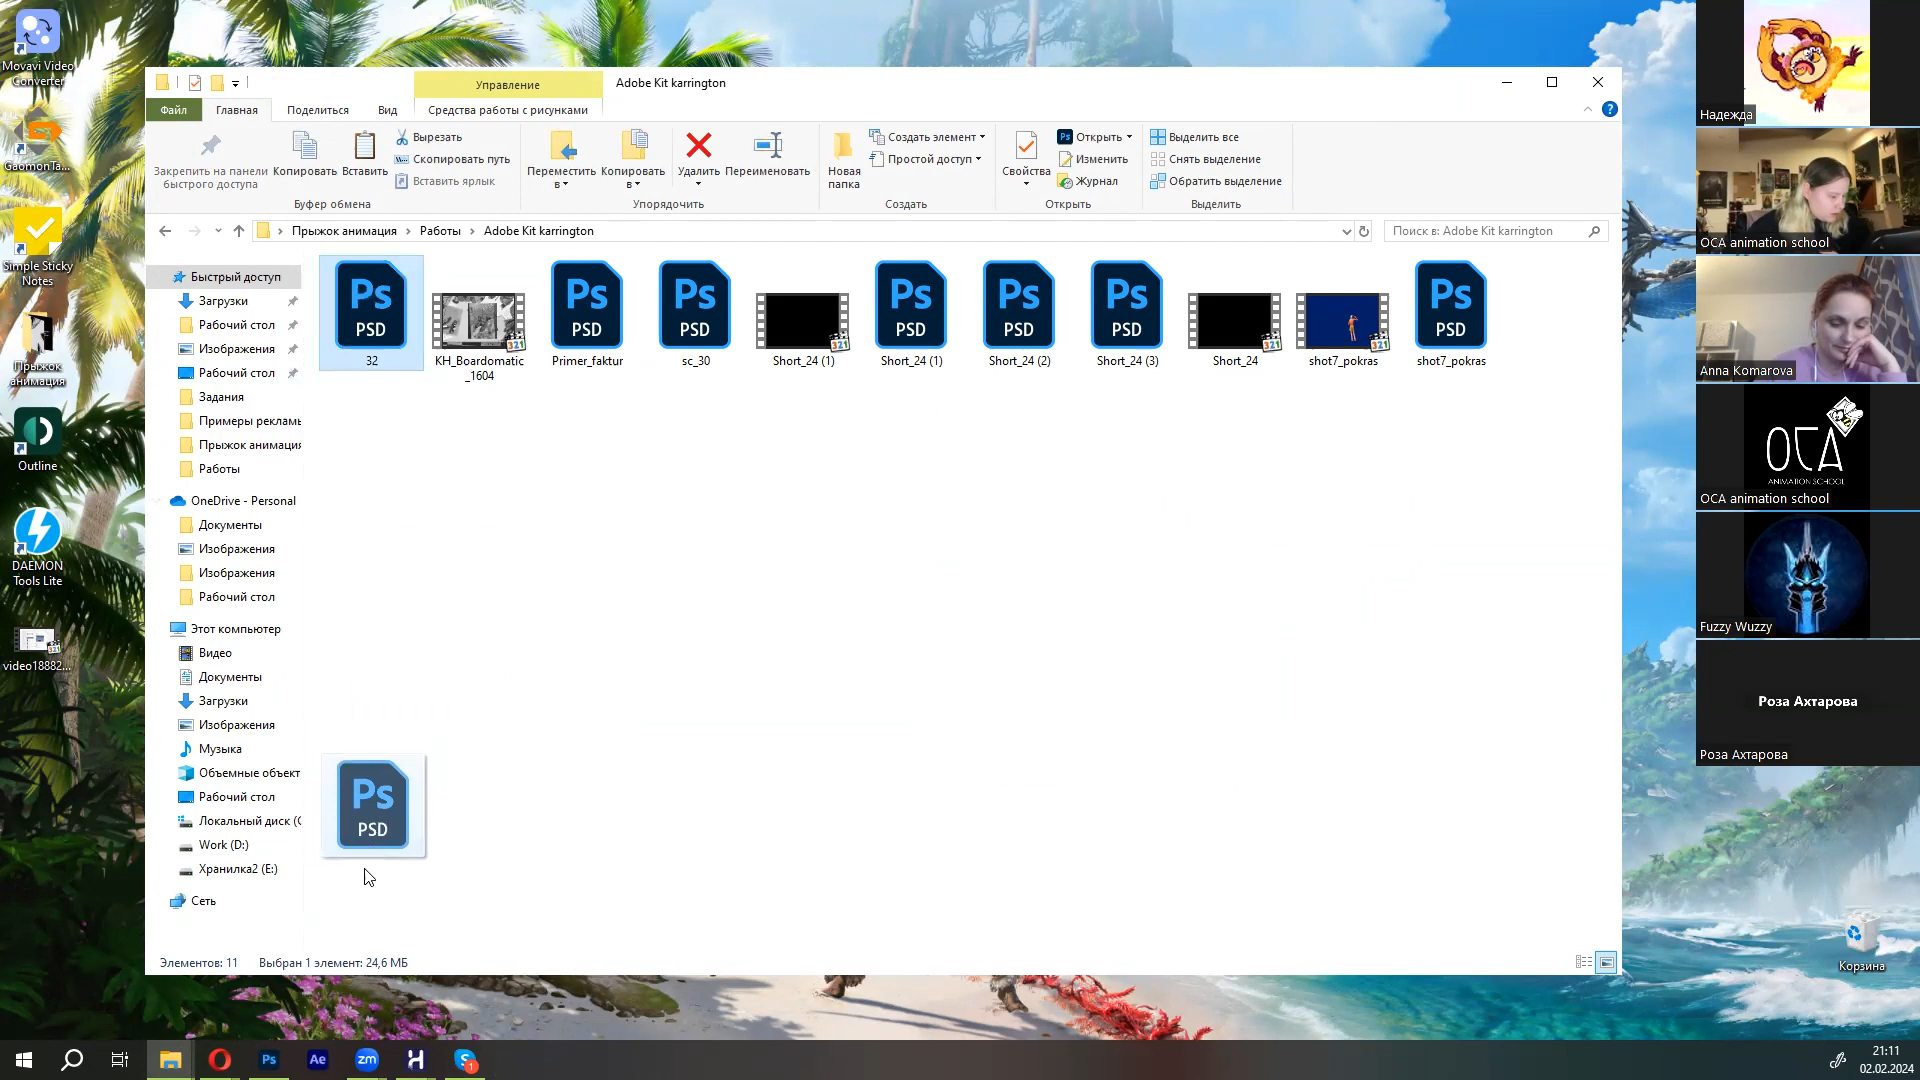 Movavi Video
Converter
GaomonTa...
Simple Sticky
Notes
Прыжок
анимация
Outline
DAEMON
Tools Lite
video18882...
Управление
Adobe Kit karrington
Файл
Главная
Поделиться
Вид
Средства работы с рисунками
Закрепить на панели
быстрого доступа
Копировать
Вставить
Вырезать
Скопировать путь
Вставить ярлык
Буфер обмена
Переместить
в
Копировать
в
Удалить
Переименовать
Упорядочить
Новая
папка
Создать элемент
Простой доступ
Создать
Свойства
Открыть
Изменить
Журнал
Открыть
Выделить все
Снять выделение
Обратить выделение
Выделить
Прыжок анимация
Работы
Adobe Kit karrington
Поиск в: Adobe Kit karrington
Быстрый доступ
Загрузки
Рабочий стол
Изображения
Рабочий стол
Задания
Примеры реклам
Прыжок анимация
Работы
OneDrive - Personal
Документы
Изображения
Изображения
Рабочий стол
Этот компьютер
Видео
Документы
Загрузки
Изображения
Музыка
Объемные объект
Рабочий стол
Локальный диск (C
Work (D:)
Хранилка2 (E:)
Сеть
Ps
PSD
32
321
KH_Boardomatic
_1604
Ps
PSD
Primer_faktur
Ps
PSD
sc_30
321
Short_24 (1)
Ps
PSD
Short_24 (1)
Ps
PSD
Short_24 (2)
Ps
PSD
Short_24 (3)
321
Short_24
321
shot7_pokras
Ps
PSD
shot7_pokras
Ps
PSD
Элементов: 11
Выбран 1 элемент: 24,6 МБ
Надежда
OCA animation school
Anna Komarova
OCA
ANIMATION SCHOOL
OCA animation school
Fuzzy Wuzzy
Роза Ахтарова
Роза Ахтарова
Корзина
Ps
Ae
zm
H
S
1
21:11
02.02.2024